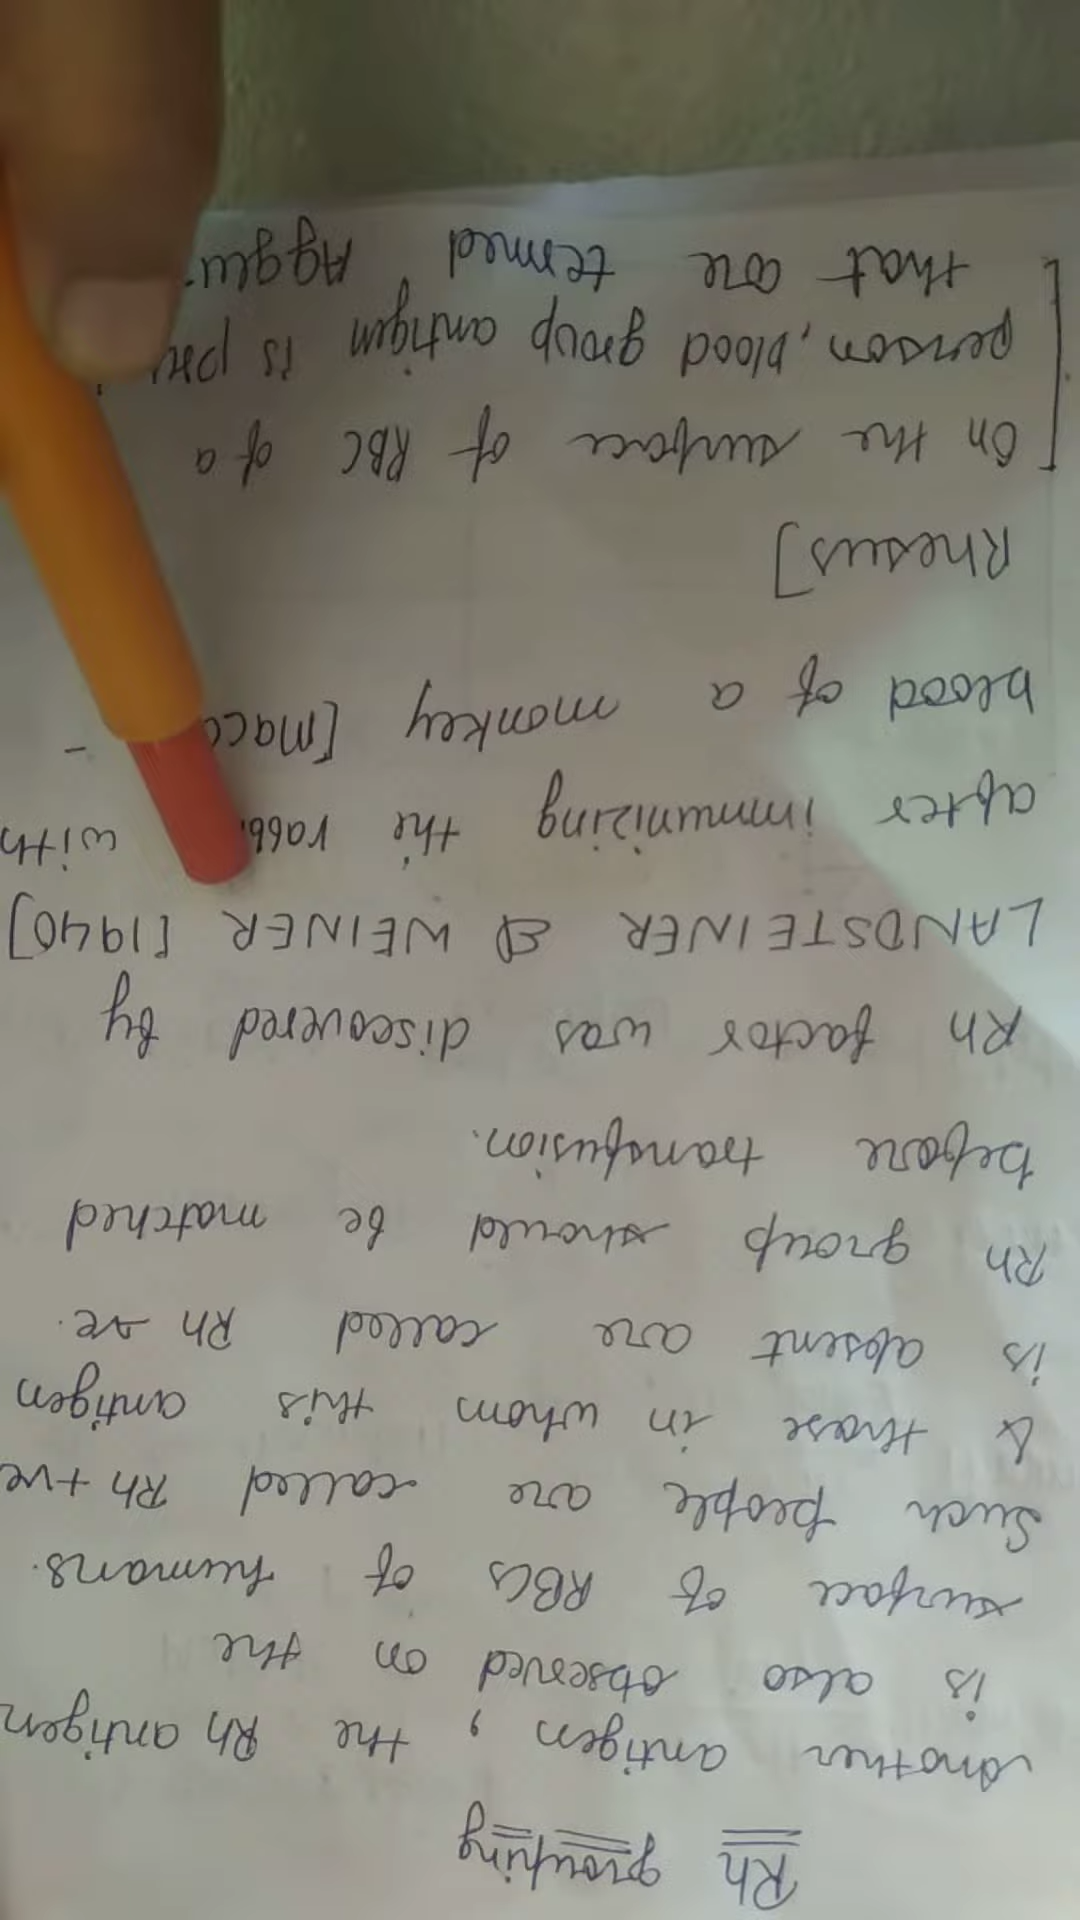 Rh grouping
Another antigen, the Rh antigen
is also observed on the
surface of RBCs of humans.
Such people are called Rh +ve
& those in whom this antigen
is absent are called Rh -ve.
Rh group should be matched
before transfusion.
Rh factor was discovered by
LANDSTEINER & WEINER [1940]
after immunizing the with
blood of a monkey
Rhesus]
[On the surface of RBC of a
person, blood group antigen is
that are termed